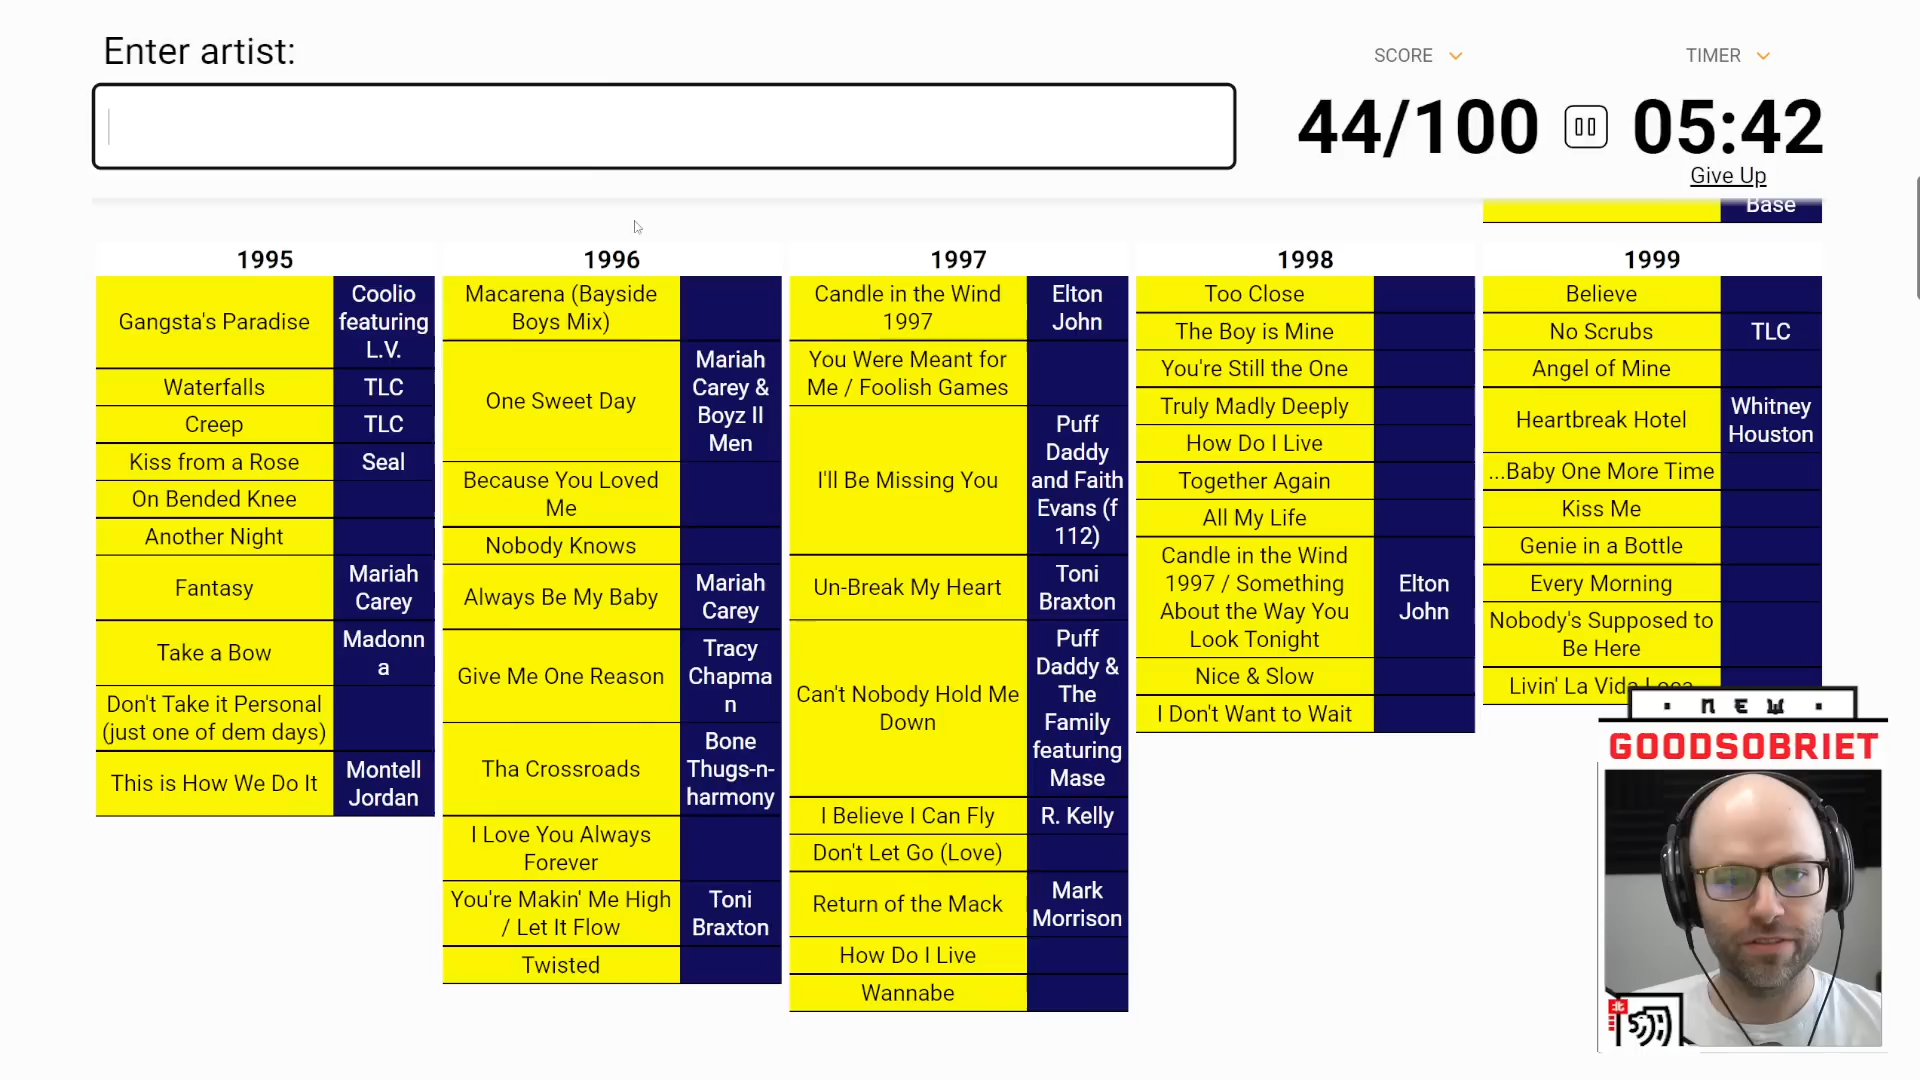 Enter artist:
SCORE
TIMER
44/100
05:42
Give Up
Base
1995
Gangsta's Paradise
Coolio
featuring
L.V.
Waterfalls
TLC
Creep
TLC
Kiss from a Rose
Seal
On Bended Knee
Another Night
Fantasy
Mariah
Carey
Take a Bow
Madonn
a
Don't Take it Personal
(just one of dem days)
This is How We Do It
Montell
Jordan
1996
Macarena (Bayside
Boys Mix)
One Sweet Day
Mariah
Carey &
Boyz II
Men
Because You Loved
Me
Nobody Knows
Always Be My Baby
Mariah
Carey
Give Me One Reason
Tracy
Chapma
n
Tha Crossroads
Bone
Thugs-n-
harmony
I Love You Always
Forever
You're Makin' Me High
/ Let It Flow
Toni
Braxton
Twisted
1997
Candle in the Wind
1997
Elton
John
You Were Meant for
Me / Foolish Games
I'll Be Missing You
Puff
Daddy
and Faith
Evans (f
112)
Un-Break My Heart
Toni
Braxton
Can't Nobody Hold Me
Down
Puff
Daddy &
The
Family
featuring
Mase
I Believe I Can Fly
R. Kelly
Don't Let Go (Love)
Return of the Mack
Mark
Morrison
How Do I Live
Wannabe
1998
Too Close
The Boy is Mine
You're Still the One
Truly Madly Deeply
How Do I Live
Together Again
All My Life
Candle in the Wind
1997 / Something
About the Way You
Look Tonight
Elton
John
Nice & Slow
I Don't Want to Wait
1999
Believe
No Scrubs
TLC
Angel of Mine
Heartbreak Hotel
Whitney
Houston
...Baby One More Time
Kiss Me
Genie in a Bottle
Every Morning
Nobody's Supposed to
Be Here
Livin' La Vida Loca
· NEW ·
GOODSOBRIET
北